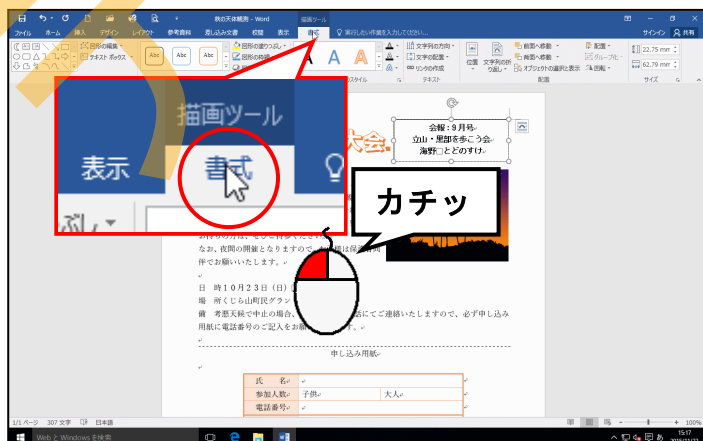 秋の天体観測 - Word
描画ツール
ファイル ホーム 挿入 デザイン レイアウト 参考資料 差し込み文書 校閲 表示 書式 実行したい作業を入力してください... サインイン 共有
図形の編集
テキスト ボックス
Abc Abc Abc
図形の塗りつぶし
図形の枠線
A A A
文字列の方向
文字の配置
リンクの作成
テキスト
位置
文字列の折り返し
前面へ移動
背面へ移動
オブジェクトの選択と表示
配置
グループ化
回転
配置
22.75 mm
62.79 mm
サイズ
描画ツール
表示 書式
大会.
会報:9月号
立山・黒部を歩こう会
海野□とどのすけ
カチッ
なお、夜間の開催となりますので、
伴でお願いいたします。
日 時10月23日(日)
場 所くじら山町民グラン
備 考悪天候で中止の場合、
話にてご連絡いたしますので、必ず申し込み
用紙に電話番号のご記入をお願
す。
申し込み用紙
氏 名
参加人数 子供 大人
電話番号
1/1 ページ 307 文字 日本語 100%
Web と Windows を検索
あ 15:17